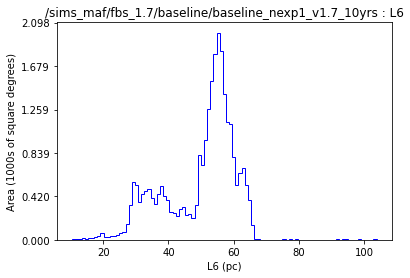 /sims_maf/fbs_1.7/baseline/baseline_nexp1_v1.7_10yrs : L6
2.098
1.679
1.259
0.839
0.420
0.000
Area (1000s of square degrees)
20 40 60 80 100
L6 (pc)